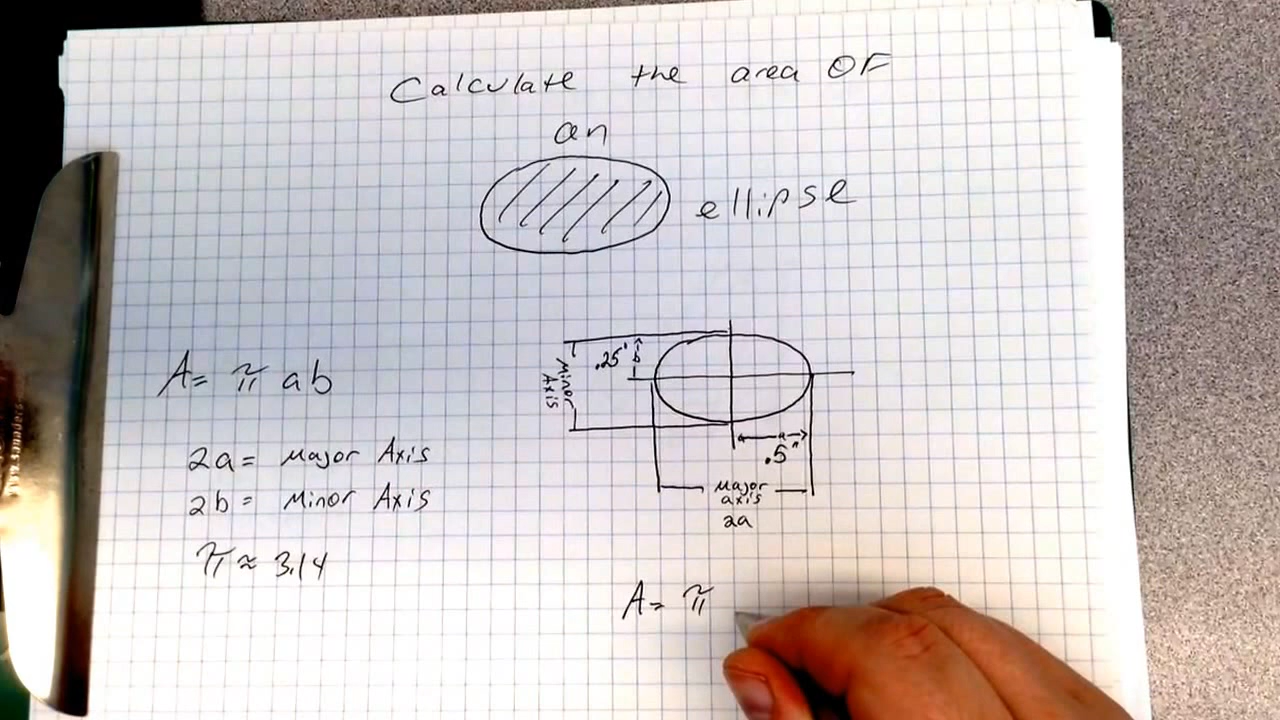 Calculate the area OF
an
ellipse
A= π ab
2a= Major Axis
2b= Minor Axis
π ≈ 3.14
.25" b
Minor
Axis
a
.5"
Major
axis
2a
A= π